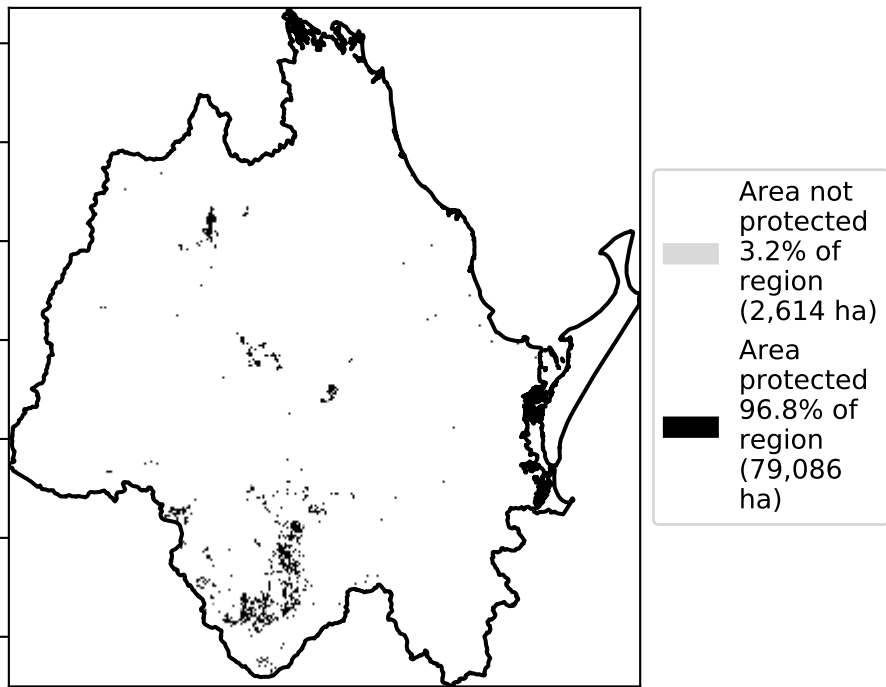 Area not
protected
3.2% of
region
(2,614 ha)
Area
protected
96.8% of
region
(79,086
ha)